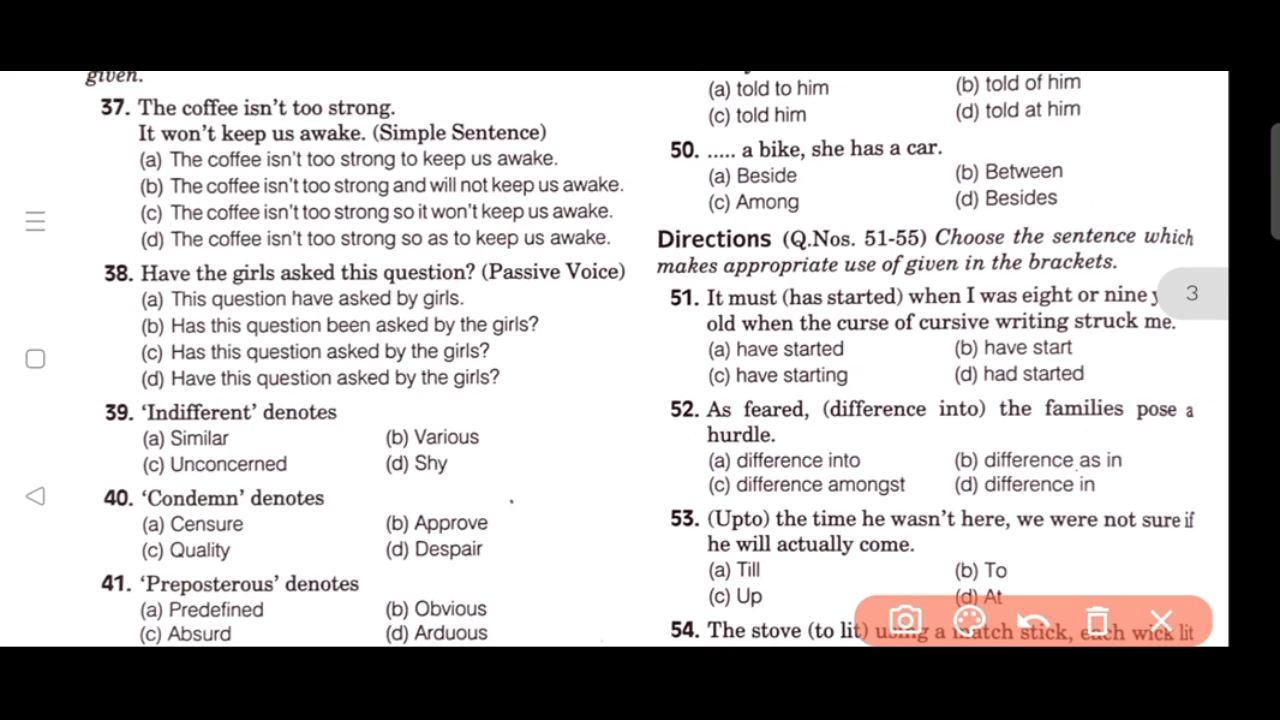 given.
37. The coffee isn't too strong.
It won't keep us awake. (Simple Sentence)
(a) The coffee isn't too strong to keep us awake.
(b) The coffee isn't too strong and will not keep us awake.
(c) The coffee isn't too strong so it won't keep us awake.
(d) The coffee isn't too strong so as to keep us awake.
38. Have the girls asked this question? (Passive Voice)
(a) This question have asked by girls.
(b) Has this question been asked by the girls?
(c) Has this question asked by the girls?
(d) Have this question asked by the girls?
39. 'Indifferent' denotes
(a) Similar (b) Various
(c) Unconcerned (d) Shy
40. 'Condemn' denotes
(a) Censure (b) Approve
(c) Quality (d) Despair
41. 'Preposterous' denotes
(a) Predefined (b) Obvious
(c) Absurd (d) Arduous
(a) told to him (b) told of him
(c) told him (d) told at him
50. ..... a bike, she has a car.
(a) Beside (b) Between
(c) Among (d) Besides
Directions (Q.Nos. 51-55) Choose the sentence which
makes appropriate use of given in the brackets.
51. It must (has started) when I was eight or nine
old when the curse of cursive writing struck me.
(a) have started (b) have start
(c) have starting (d) had started
3
52. As feared, (difference into) the families pose a
hurdle.
(a) difference into (b) difference as in
(c) difference amongst (d) difference in
53. (Upto) the time he wasn't here, we were not sure if
he will actually come.
(a) Till (b) To
(c) Up (d) At
54. The stove (to lit) using a match stick, each wick lit